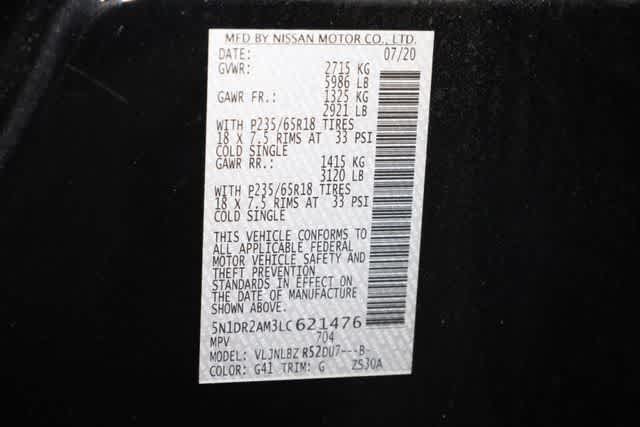 MFD BY NISSAN MOTOR CO., LTD.
DATE: 07/20
GVWR: 2715 KG
5986 LB
GAWR FR.: 1325 KG
2921 LB
WITH P235/65R18 TIRES
18 X 7.5 RIMS AT 33 PSI
COLD SINGLE
GAWR RR.: 1415 KG
3120 LB
WITH P235/65R18 TIRES
18 X 7.5 RIMS AT 33 PSI
COLD SINGLE
THIS VEHICLE CONFORMS TO
ALL APPLICABLE FEDERAL
MOTOR VEHICLE SAFETY AND
THEFT PREVENTION
STANDARDS IN EFFECT ON
THE DATE OF MANUFACTURE
SHOWN ABOVE.
5N1DR2AM3LC621476
MPV 704
MODEL: VLJNLBZ R52DU7---B-
COLOR: G41 TRIM: G ZS30A